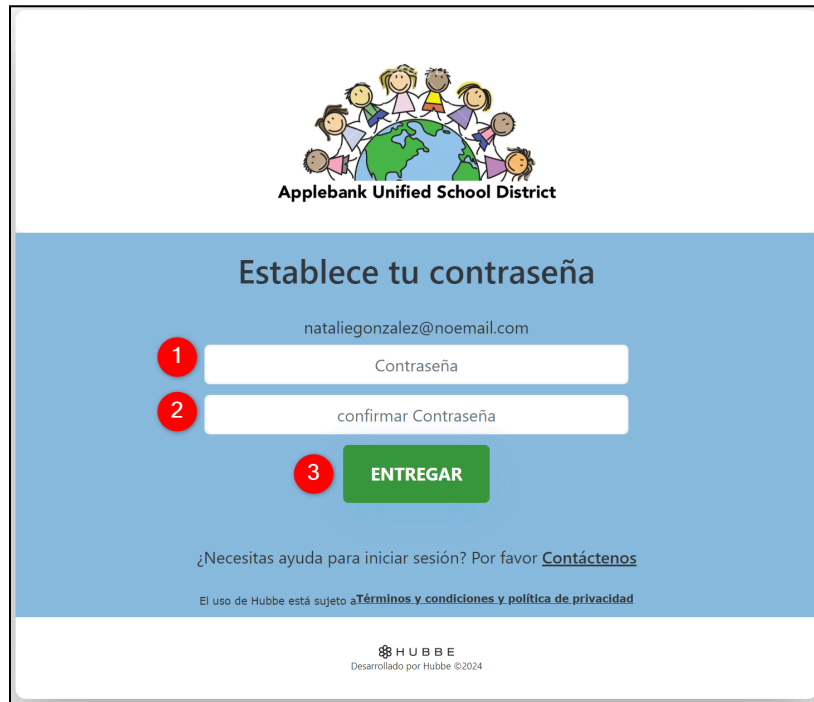 Applebank Unified School District
Establece tu contraseña
nataliegonzalez@noemail.com
1
Contraseña
2
confirmar Contraseña
3
ENTREGAR
¿Necesitas ayuda para iniciar sesión? Por favor Contáctenos
El uso de Hubbe está sujeto aTérminos y condiciones y política de privacidad
HUBBE
Desarrollado por Hubbe ©2024